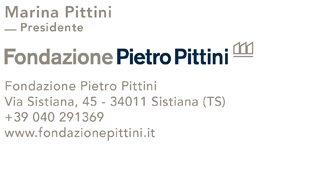 Marina Pittini
— Presidente
Fondazione Pietro Pittini
Fondazione Pietro Pittini
Via Sistiana, 45 - 34011 Sistiana (TS)
+39 040 291369
www.fondazionepittini.it